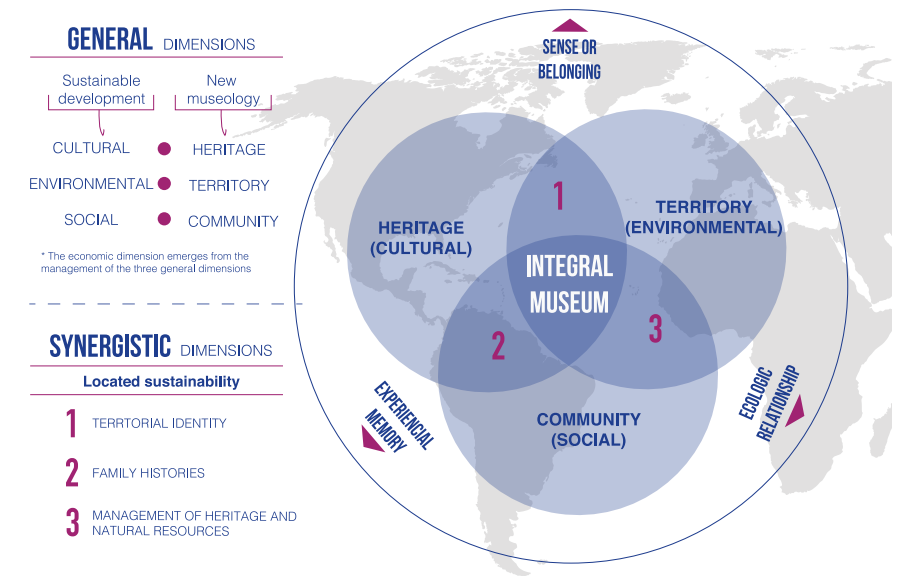 GENERAL DIMENSIONS
Sustainable
development
New
museology
CULTURAL HERITAGE
ENVIRONMENTAL TERRITORY
SOCIAL COMMUNITY
* The economic dimension emerges from the
management of the three general dimensions
SYNERGISTIC DIMENSIONS
Located sustainability
1 TERRTORIAL IDENTITY
2 FAMILY HISTORIES
3 MANAGEMENT OF HERITAGE AND
NATURAL RESOURCES
SENSE OR
BELONGING
1
HERITAGE
(CULTURAL)
TERRITORY
(ENVIRONMENTAL)
INTEGRAL
MUSEUM
2
3
COMMUNITY
(SOCIAL)
EXPERIENCIAL
MEMORY
ECOLOGIC
RELATIONSHIP